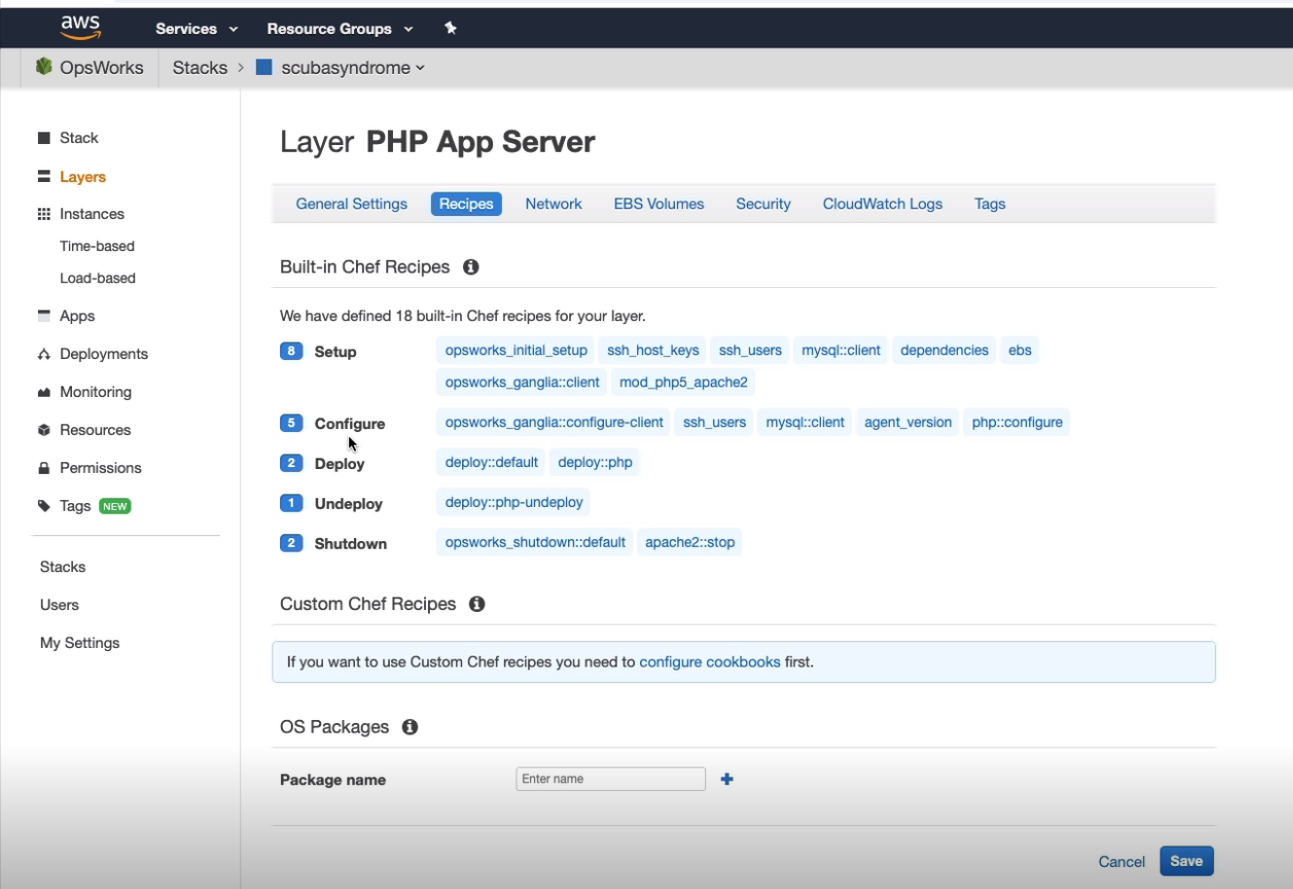 aws Services Resource Groups
OpsWorks Stacks > scubasyndrome
Stack
Layers
Instances
Time-based
Load-based
Apps
Deployments
Monitoring
Resources
Permissions
Tags NEW
Stacks
Users
My Settings
Layer PHP App Server
General Settings Recipes Network EBS Volumes Security CloudWatch Logs Tags
Built-in Chef Recipes
We have defined 18 built-in Chef recipes for your layer.
8 Setup opsworks_initial_setup ssh_host_keys ssh_users mysql::client dependencies ebs
opsworks_ganglia::client mod_php5_apache2
5 Configure opsworks_ganglia::configure-client ssh_users mysql::client agent_version php::configure
2 Deploy deploy::default deploy::php
1 Undeploy deploy::php-undeploy
2 Shutdown opsworks_shutdown::default apache2::stop
Custom Chef Recipes
If you want to use Custom Chef recipes you need to configure cookbooks first.
OS Packages
Package name Enter name
Cancel Save